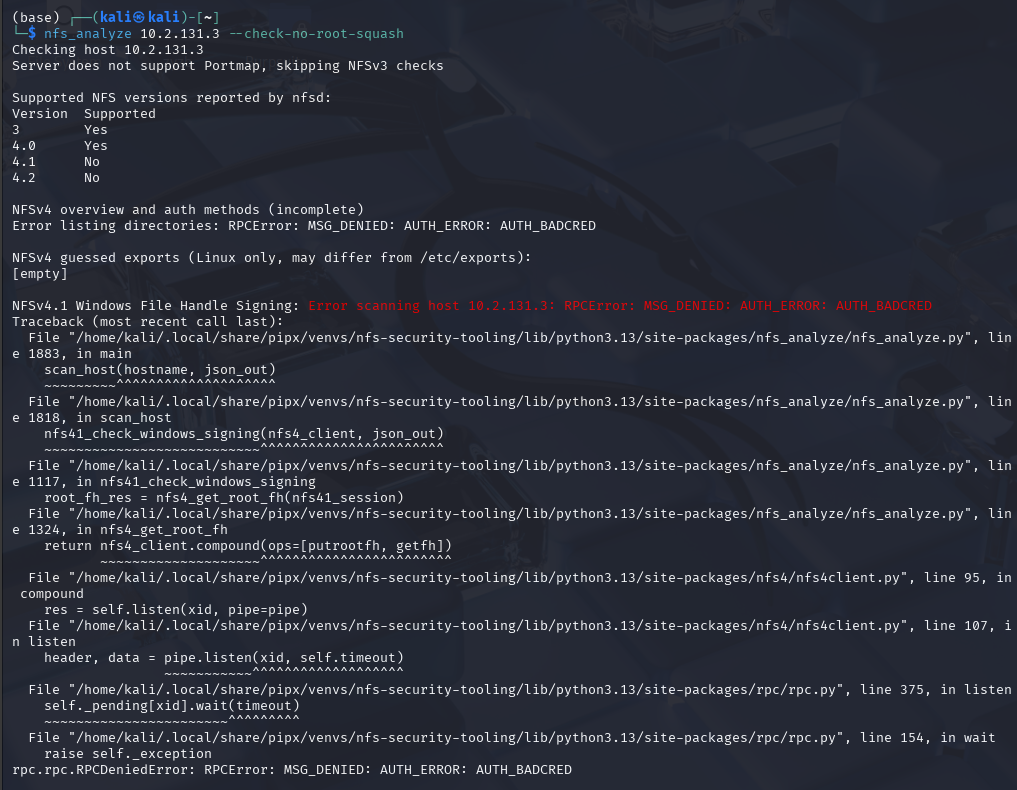 (base) ┌──(kali㉿kali)-[~]
└─$ nfs_analyze 10.2.131.3 --check-no-root-squash
Checking host 10.2.131.3
Server does not support Portmap, skipping NFSv3 checks

Supported NFS versions reported by nfsd:
Version  Supported
3        Yes
4.0      Yes
4.1      No
4.2      No

NFSv4 overview and auth methods (incomplete)
Error listing directories: RPCError: MSG_DENIED: AUTH_ERROR: AUTH_BADCRED

NFSv4 guessed exports (Linux only, may differ from /etc/exports):
[empty]

NFSv4.1 Windows File Handle Signing: Error scanning host 10.2.131.3: RPCError: MSG_DENIED: AUTH_ERROR: AUTH_BADCRED
Traceback (most recent call last):
  File "/home/kali/.local/share/pipx/venvs/nfs-security-tooling/lib/python3.13/site-packages/nfs_analyze/nfs_analyze.py", lin
e 1883, in main
    scan_host(hostname, json_out)
    ~~~~~~~~~^^^^^^^^^^^^^^^^^^^^
  File "/home/kali/.local/share/pipx/venvs/nfs-security-tooling/lib/python3.13/site-packages/nfs_analyze/nfs_analyze.py", lin
e 1818, in scan_host
    nfs41_check_windows_signing(nfs4_client, json_out)
    ~~~~~~~~~~~~~~~~~~~~~~~~~~~^^^^^^^^^^^^^^^^^^^^^^^
  File "/home/kali/.local/share/pipx/venvs/nfs-security-tooling/lib/python3.13/site-packages/nfs_analyze/nfs_analyze.py", lin
e 1117, in nfs41_check_windows_signing
    root_fh_res = nfs4_get_root_fh(nfs41_session)
  File "/home/kali/.local/share/pipx/venvs/nfs-security-tooling/lib/python3.13/site-packages/nfs_analyze/nfs_analyze.py", lin
e 1324, in nfs4_get_root_fh
    return nfs4_client.compound(ops=[putrootfh, getfh])
           ~~~~~~~~~~~~~~~~~~~~^^^^^^^^^^^^^^^^^^^^^^^^
  File "/home/kali/.local/share/pipx/venvs/nfs-security-tooling/lib/python3.13/site-packages/nfs4/nfs4client.py", line 95, in
 compound
    res = self.listen(xid, pipe=pipe)
  File "/home/kali/.local/share/pipx/venvs/nfs-security-tooling/lib/python3.13/site-packages/nfs4/nfs4client.py", line 107, i
n listen
    header, data = pipe.listen(xid, self.timeout)
                   ~~~~~~~~~~~^^^^^^^^^^^^^^^^^^^
  File "/home/kali/.local/share/pipx/venvs/nfs-security-tooling/lib/python3.13/site-packages/rpc/rpc.py", line 375, in listen
    self._pending[xid].wait(timeout)
    ~~~~~~~~~~~~~~~~~~~~~~~^^^^^^^^^
  File "/home/kali/.local/share/pipx/venvs/nfs-security-tooling/lib/python3.13/site-packages/rpc/rpc.py", line 154, in wait
    raise self._exception
rpc.rpc.RPCDeniedError: RPCError: MSG_DENIED: AUTH_ERROR: AUTH_BADCRED